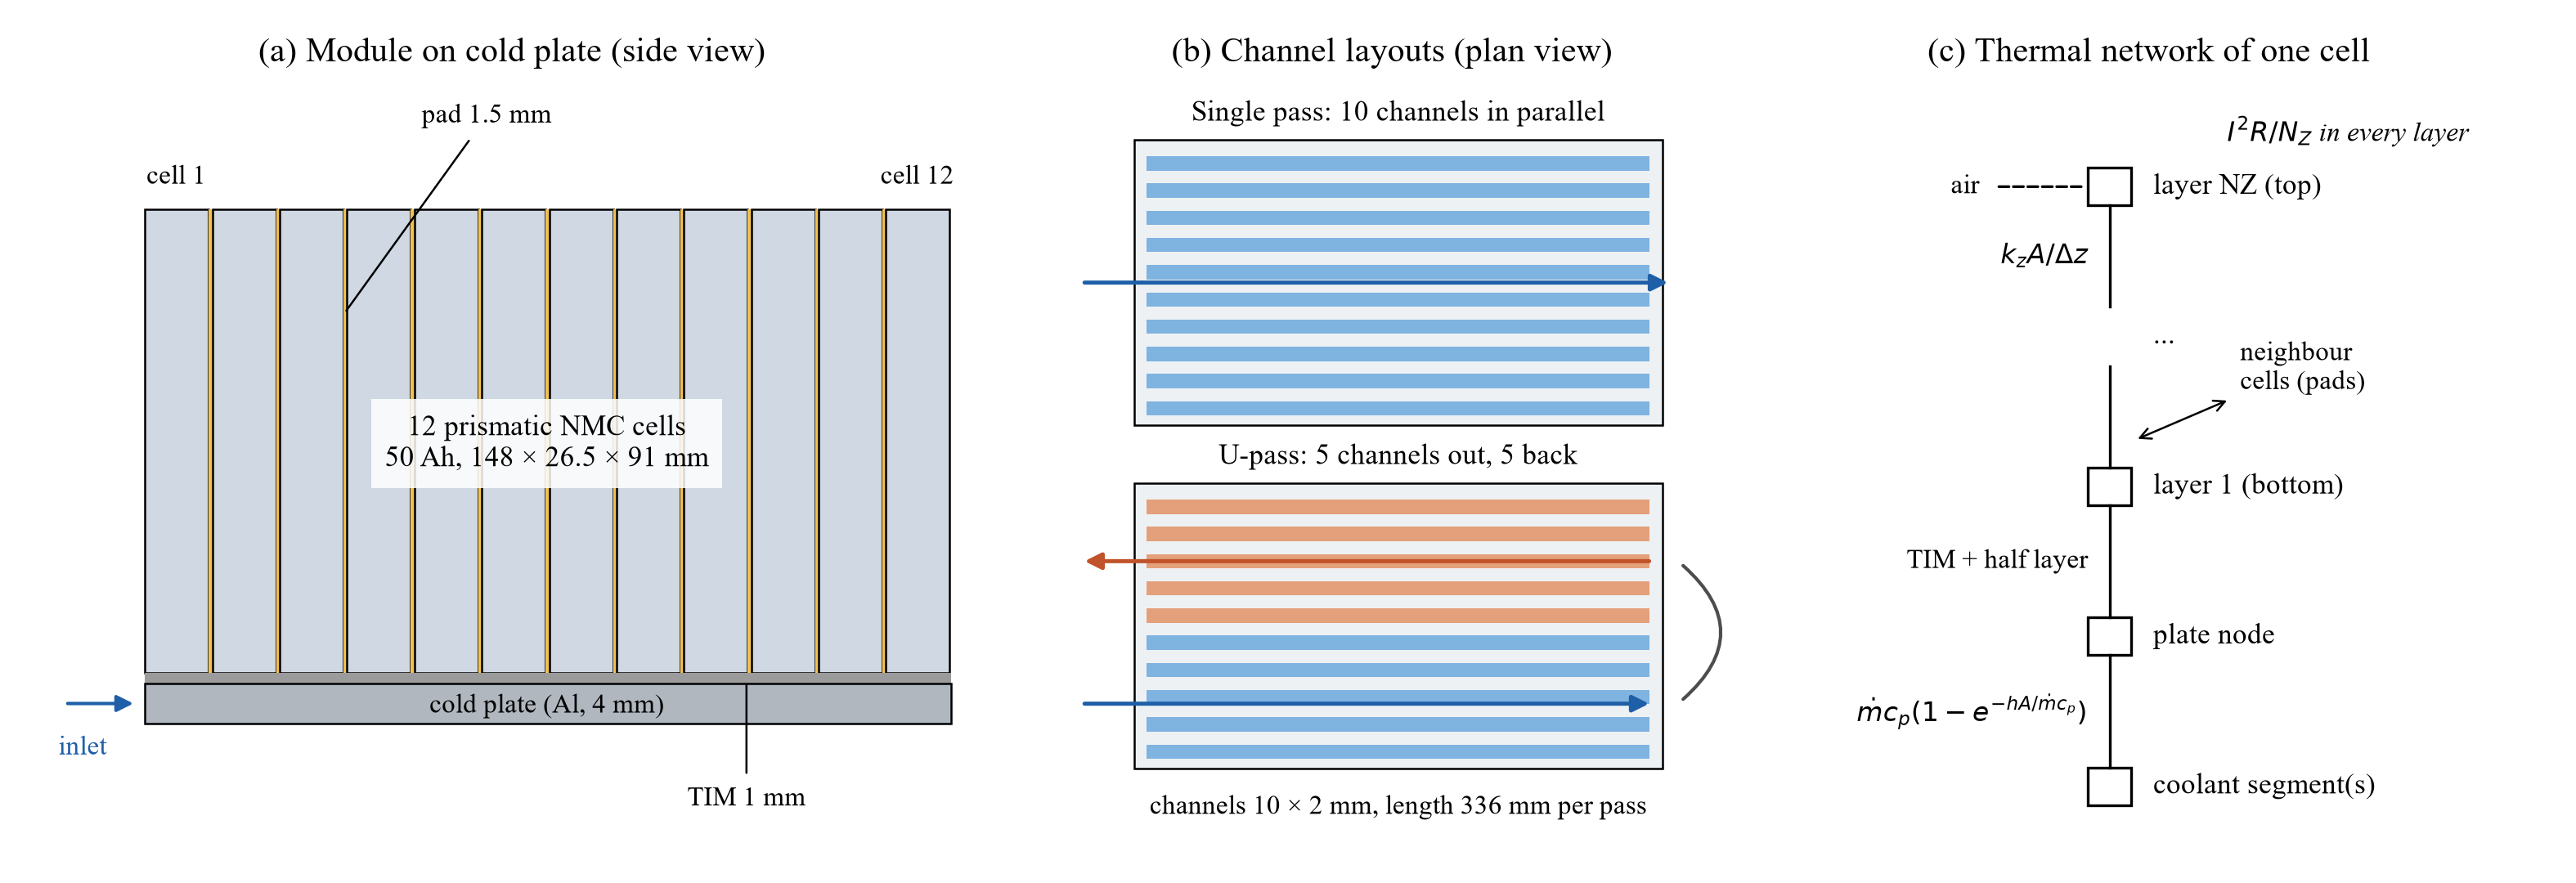 (a) Module on cold plate (side view)
pad 1.5 mm
cell 1
cell 12
12 prismatic NMC cells
50 Ah, 148 × 26.5 × 91 mm
cold plate (Al, 4 mm)
inlet
TIM 1 mm
(b) Channel layouts (plan view)
Single pass: 10 channels in parallel
U-pass: 5 channels out, 5 back
channels 10 × 2 mm, length 336 mm per pass
(c) Thermal network of one cell
I²R/N_Z in every layer
air
layer NZ (top)
k_zA/Δz
...
neighbour
cells (pads)
layer 1 (bottom)
TIM + half layer
plate node
ṁc_p(1 − e^{−hA/ṁc_p})
coolant segment(s)